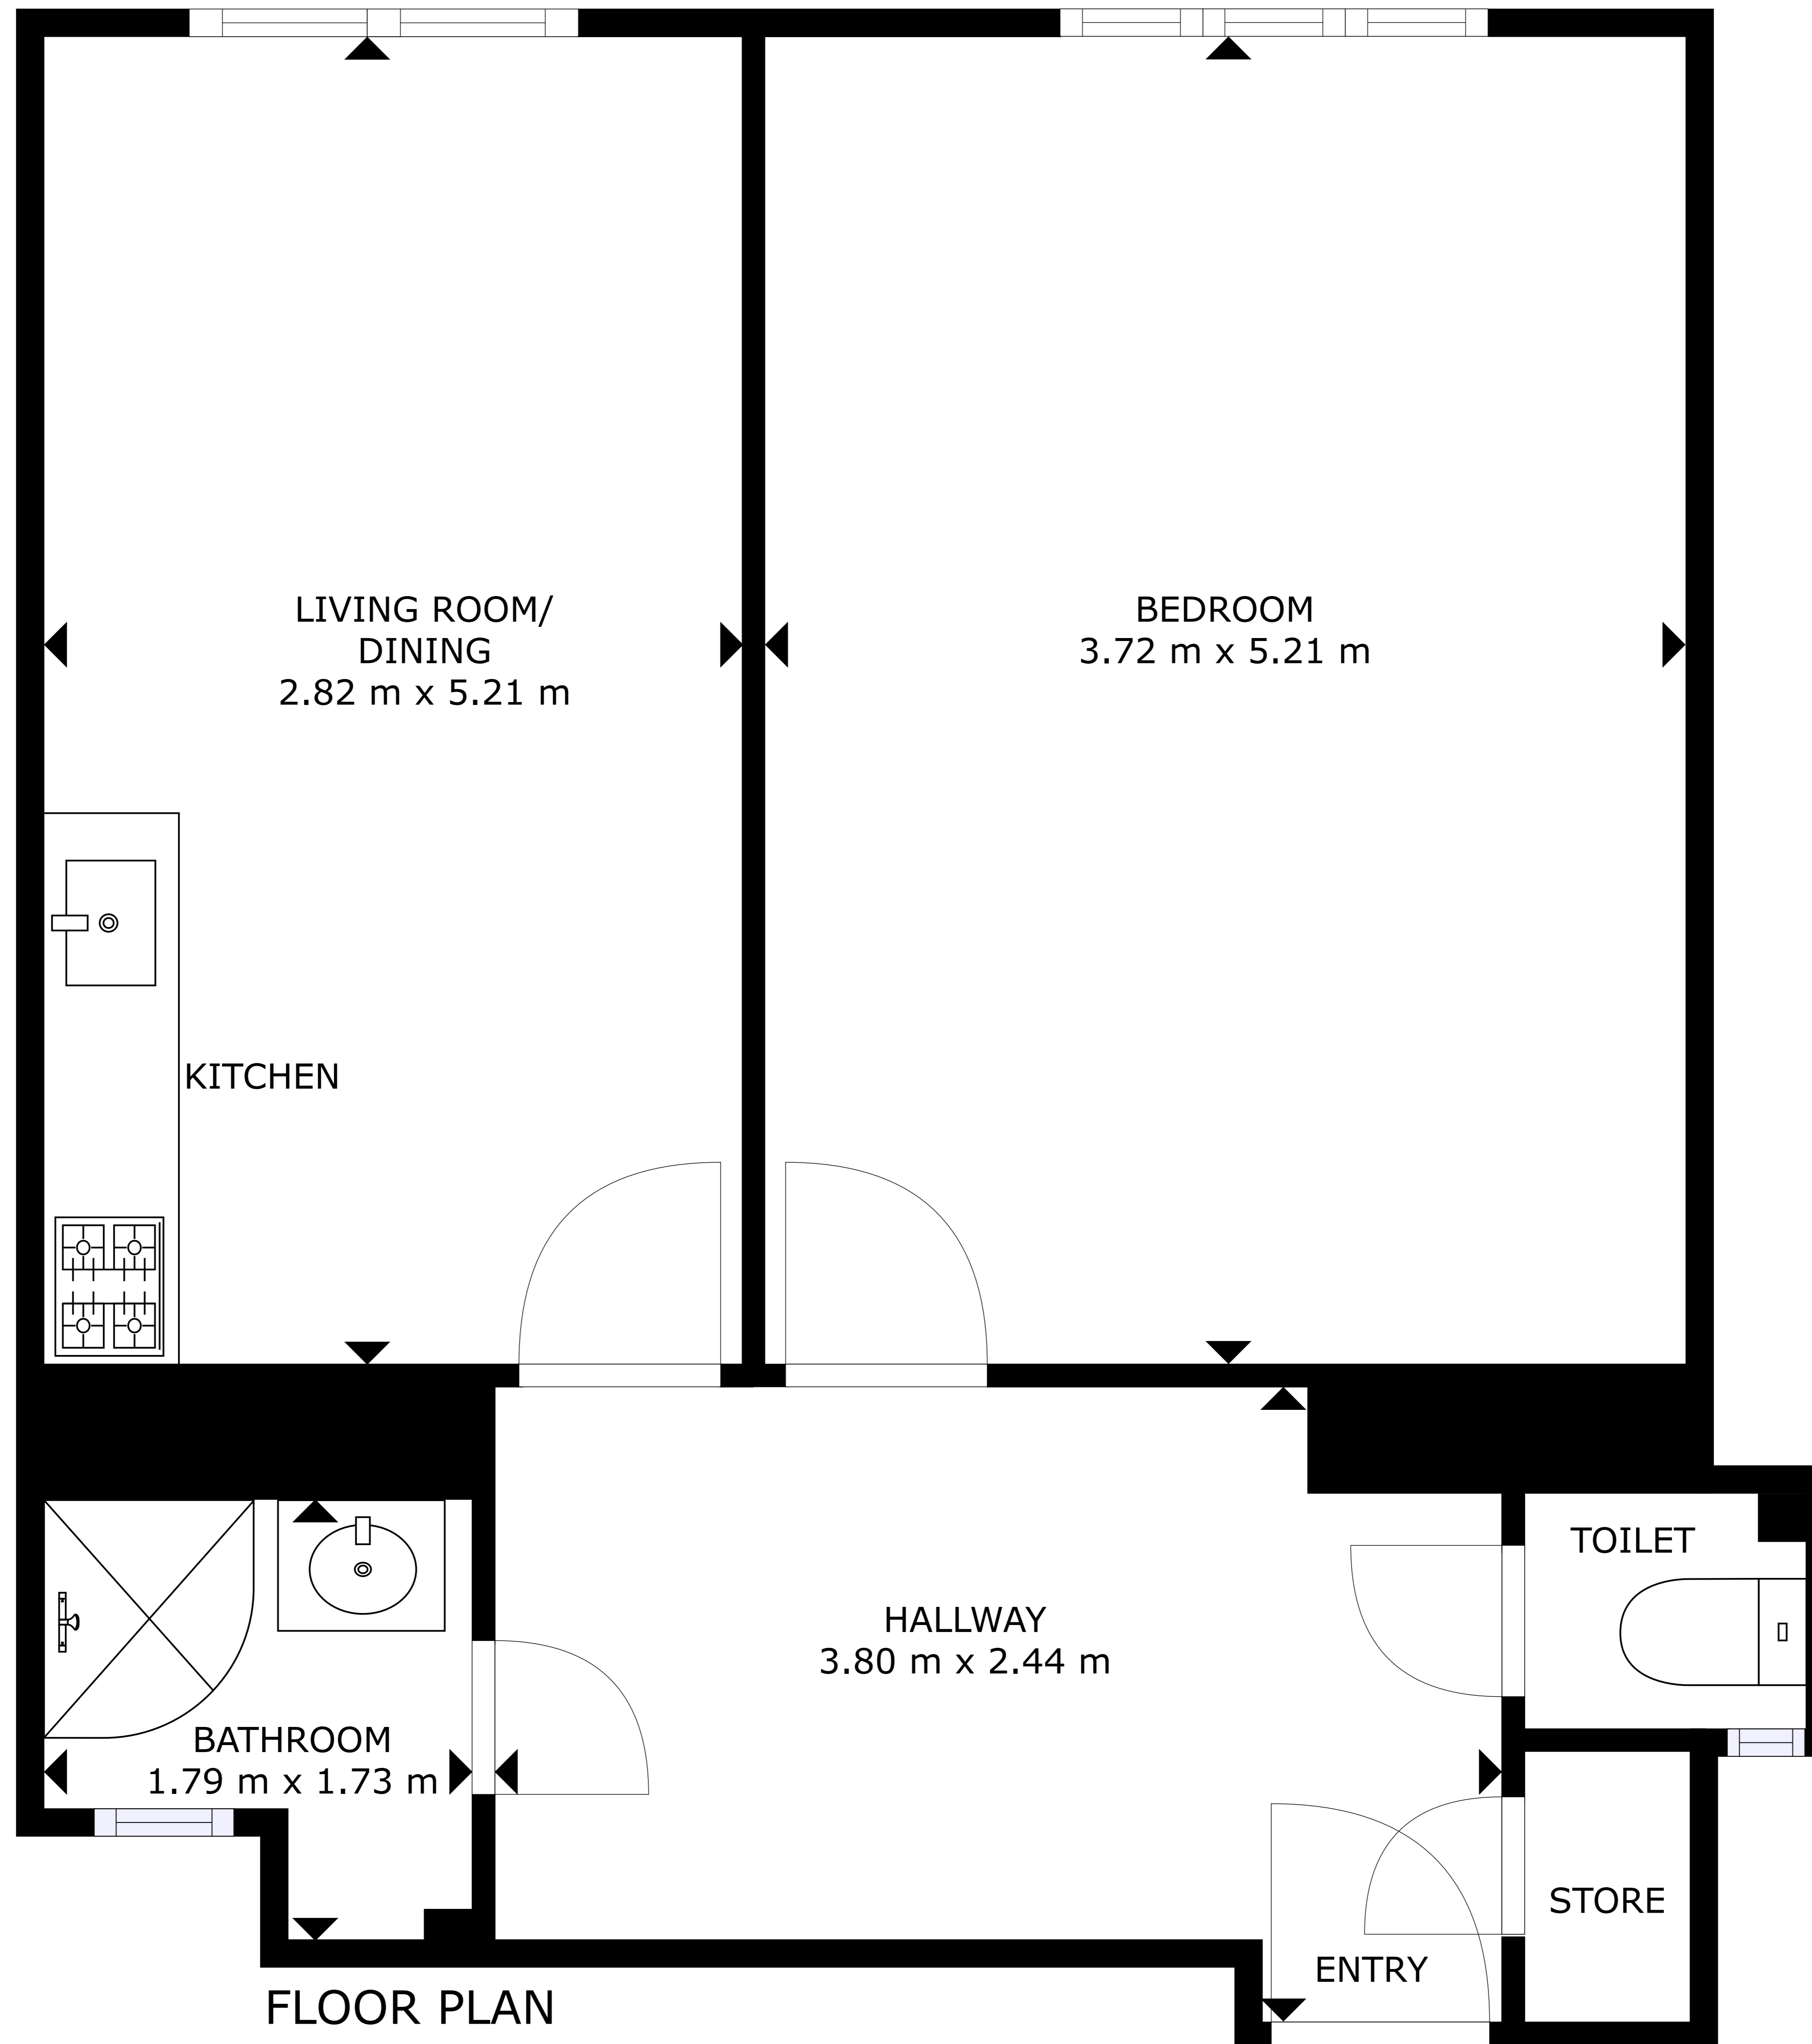 LIVING ROOM/
DINING
2.82 m x 5.21 m
BEDROOM
3.72 m x 5.21 m
KITCHEN
TOILET
HALLWAY
3.80 m x 2.44 m
BATHROOM
1.79 m x 1.73 m
STORE
ENTRY
FLOOR PLAN